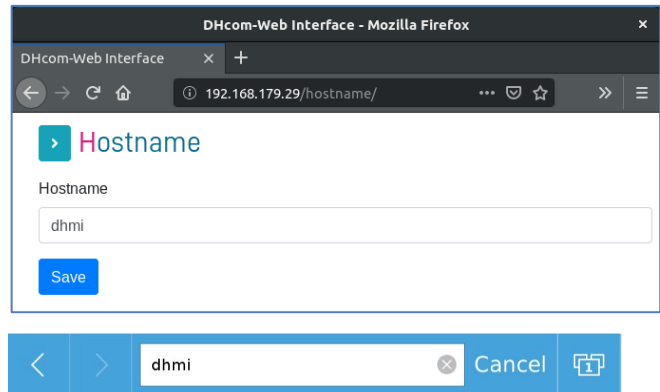 DHcom-Web Interface - Mozilla Firefox
DHcom-Web Interface
192.168.179.29/hostname/
Hostname
Hostname
dhmi
Save
dhmi Cancel 1